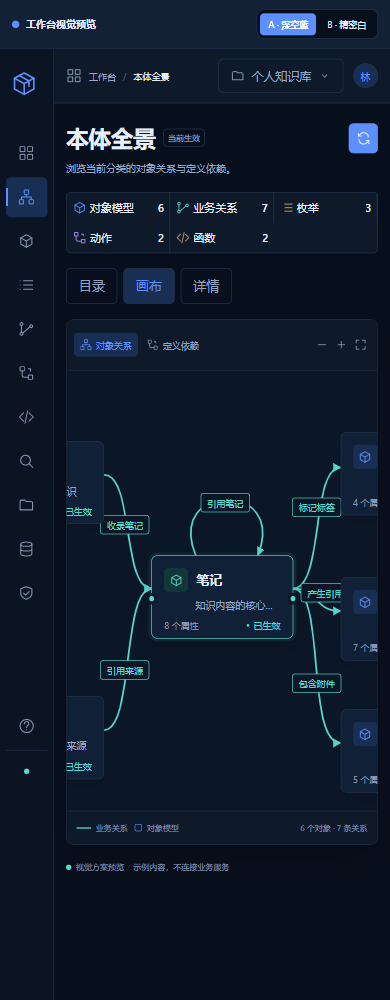 工作台视觉预览
A · 深空蓝
B · 精密白
工作台 / 本体全景
个人知识库
林
本体全景
当前生效
浏览当前分类的对象关系与定义依赖。
对象模型 6
业务关系 7
枚举 3
动作 2
函数 2
目录
画布
详情
对象关系
定义依赖
引用笔记
识
已生效
收录笔记
标记标签
4 个属
笔记
知识内容的核心...
8 个属性
• 已生效
产生引用
7 个属
引用来源
包含附件
来源
已生效
5 个属
业务关系
对象模型
6 个对象 · 7 条关系
视觉方案预览 / 示例内容，不连接业务服务